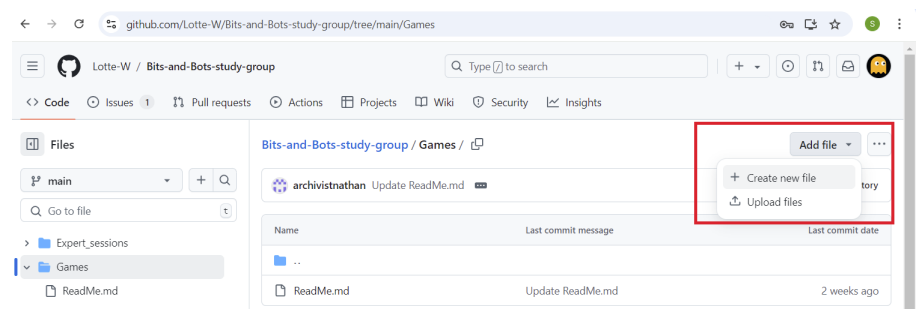 github.com/Lotte-W/Bits-and-Bots-study-group/tree/main/Games
S
Lotte-W / Bits-and-Bots-study-group
Type / to search
<> Code
Issues 1
Pull requests
Actions
Projects
Wiki
Security
Insights
Files
Bits-and-Bots-study-group / Games /
Add file
main
archivistnathan Update ReadMe.md
Create new file
tory
Go to file
t
Upload files
Name
Last commit message
Last commit date
Expert_sessions
..
Games
ReadMe.md
ReadMe.md
Update ReadMe.md
2 weeks ago